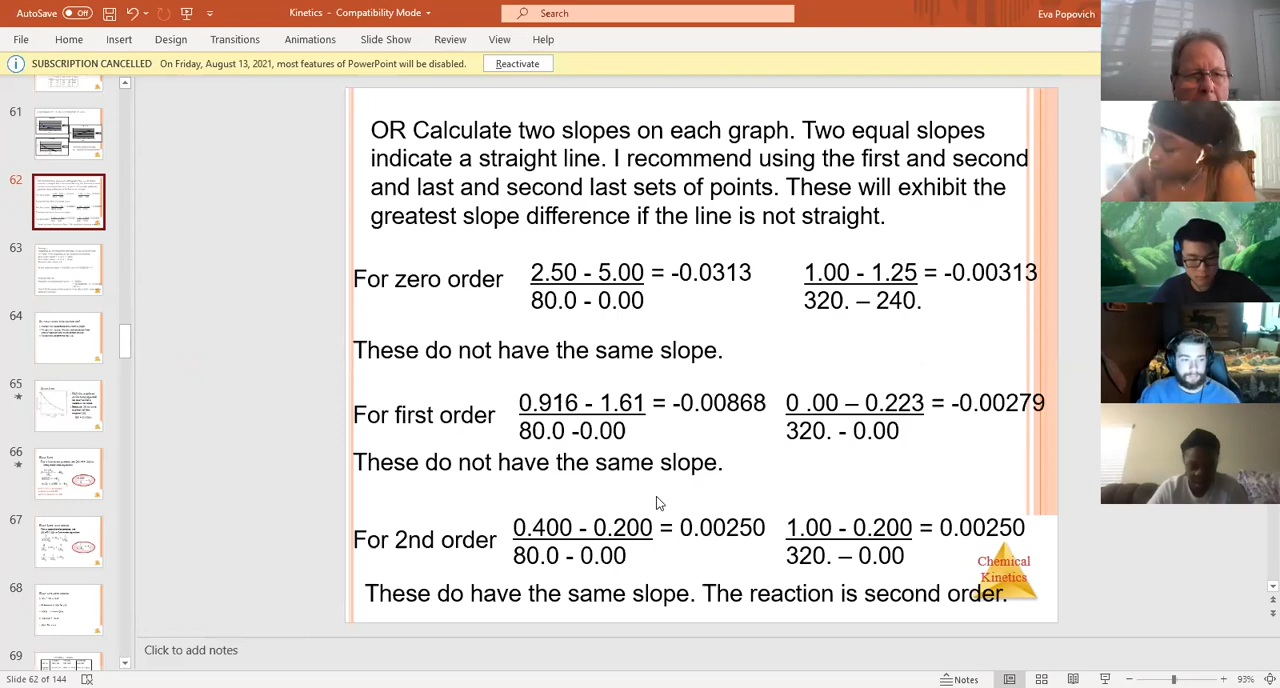 AutoSave Off
Kinetics - Compatibility Mode
Search
Eva Popovich
File Home Insert Design Transitions Animations Slide Show Review View Help
SUBSCRIPTION CANCELLED On Friday, August 13, 2021, most features of PowerPoint will be disabled. Reactivate
61
62
63
64
65
66
67
68
69
OR Calculate two slopes on each graph. Two equal slopes
indicate a straight line. I recommend using the first and second
and last and second last sets of points. These will exhibit the
greatest slope difference if the line is not straight.
For zero order 2.50 - 5.00 = -0.0313 1.00 - 1.25 = -0.00313
80.0 - 0.00 320. – 240.
These do not have the same slope.
For first order 0.916 - 1.61 = -0.00868 0 .00 – 0.223 = -0.00279
80.0 -0.00 320. - 0.00
These do not have the same slope.
For 2nd order 0.400 - 0.200 = 0.00250 1.00 - 0.200 = 0.00250
80.0 - 0.00 320. – 0.00
Chemical
Kinetics
These do have the same slope. The reaction is second order.
Click to add notes
Slide 62 of 144
Notes
93%